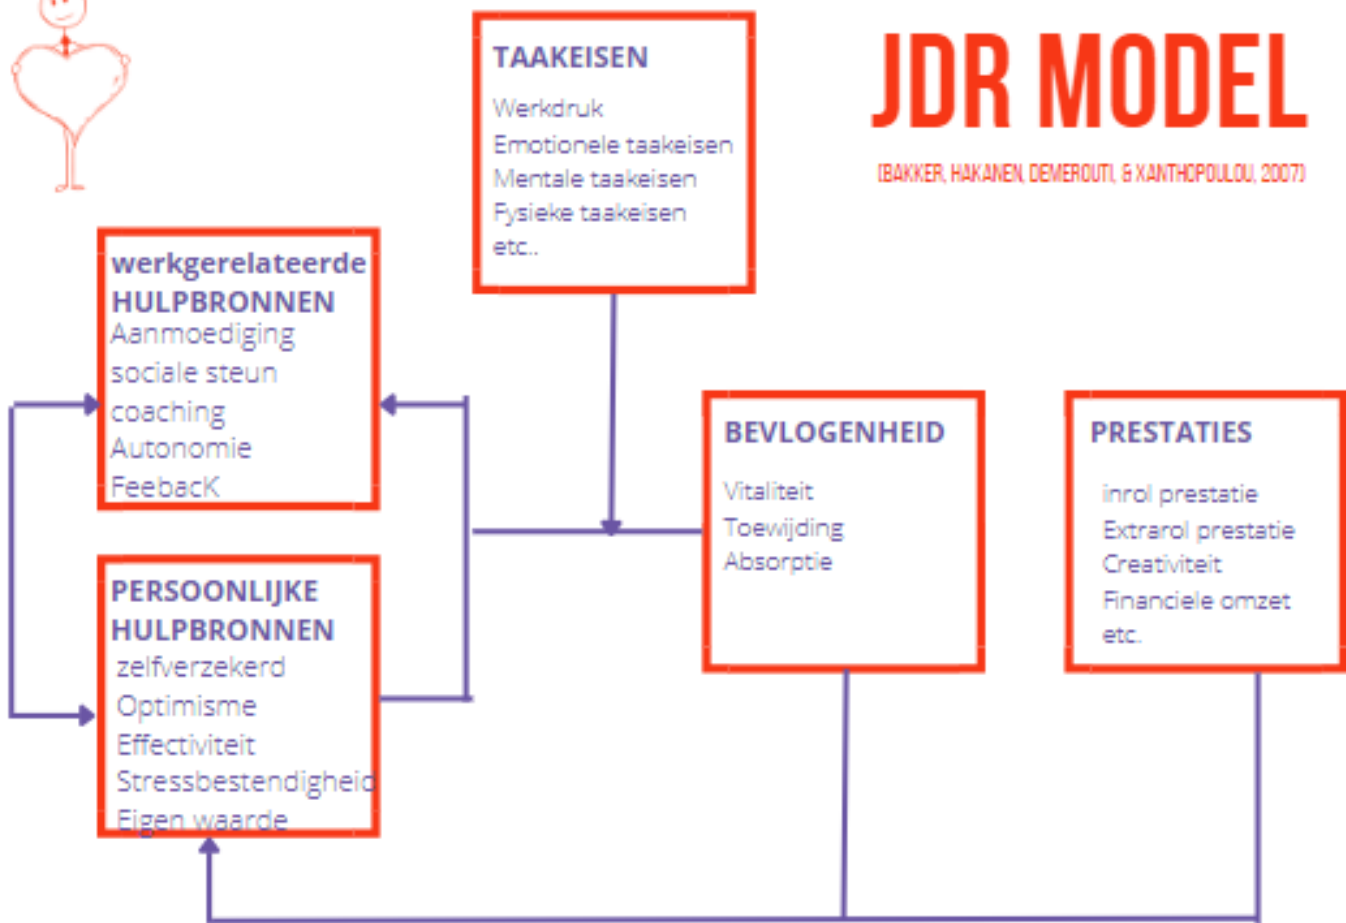 TAAKEISEN
Werkdruk
Emotionele taakeisen
Mentale taakeisen
Fysieke taakeisen
etc..
JDR MODEL
(BAKKER, HAKANEN, DEMEROUTI, & XANTHOPOULOU, 2007)
werkgerelateerde
HULPBRONNEN
Aanmoediging
sociale steun
coaching
Autonomie
FeebacK
PERSOONLIJKE
HULPBRONNEN
zelfverzekerd
Optimisme
Effectiviteit
Stressbestendigheid
Eigen waarde
BEVLOGENHEID
Vitaliteit
Toewijding
Absorptie
PRESTATIES
inrol prestatie
Extrarol prestatie
Creativiteit
Financiele omzet
etc.